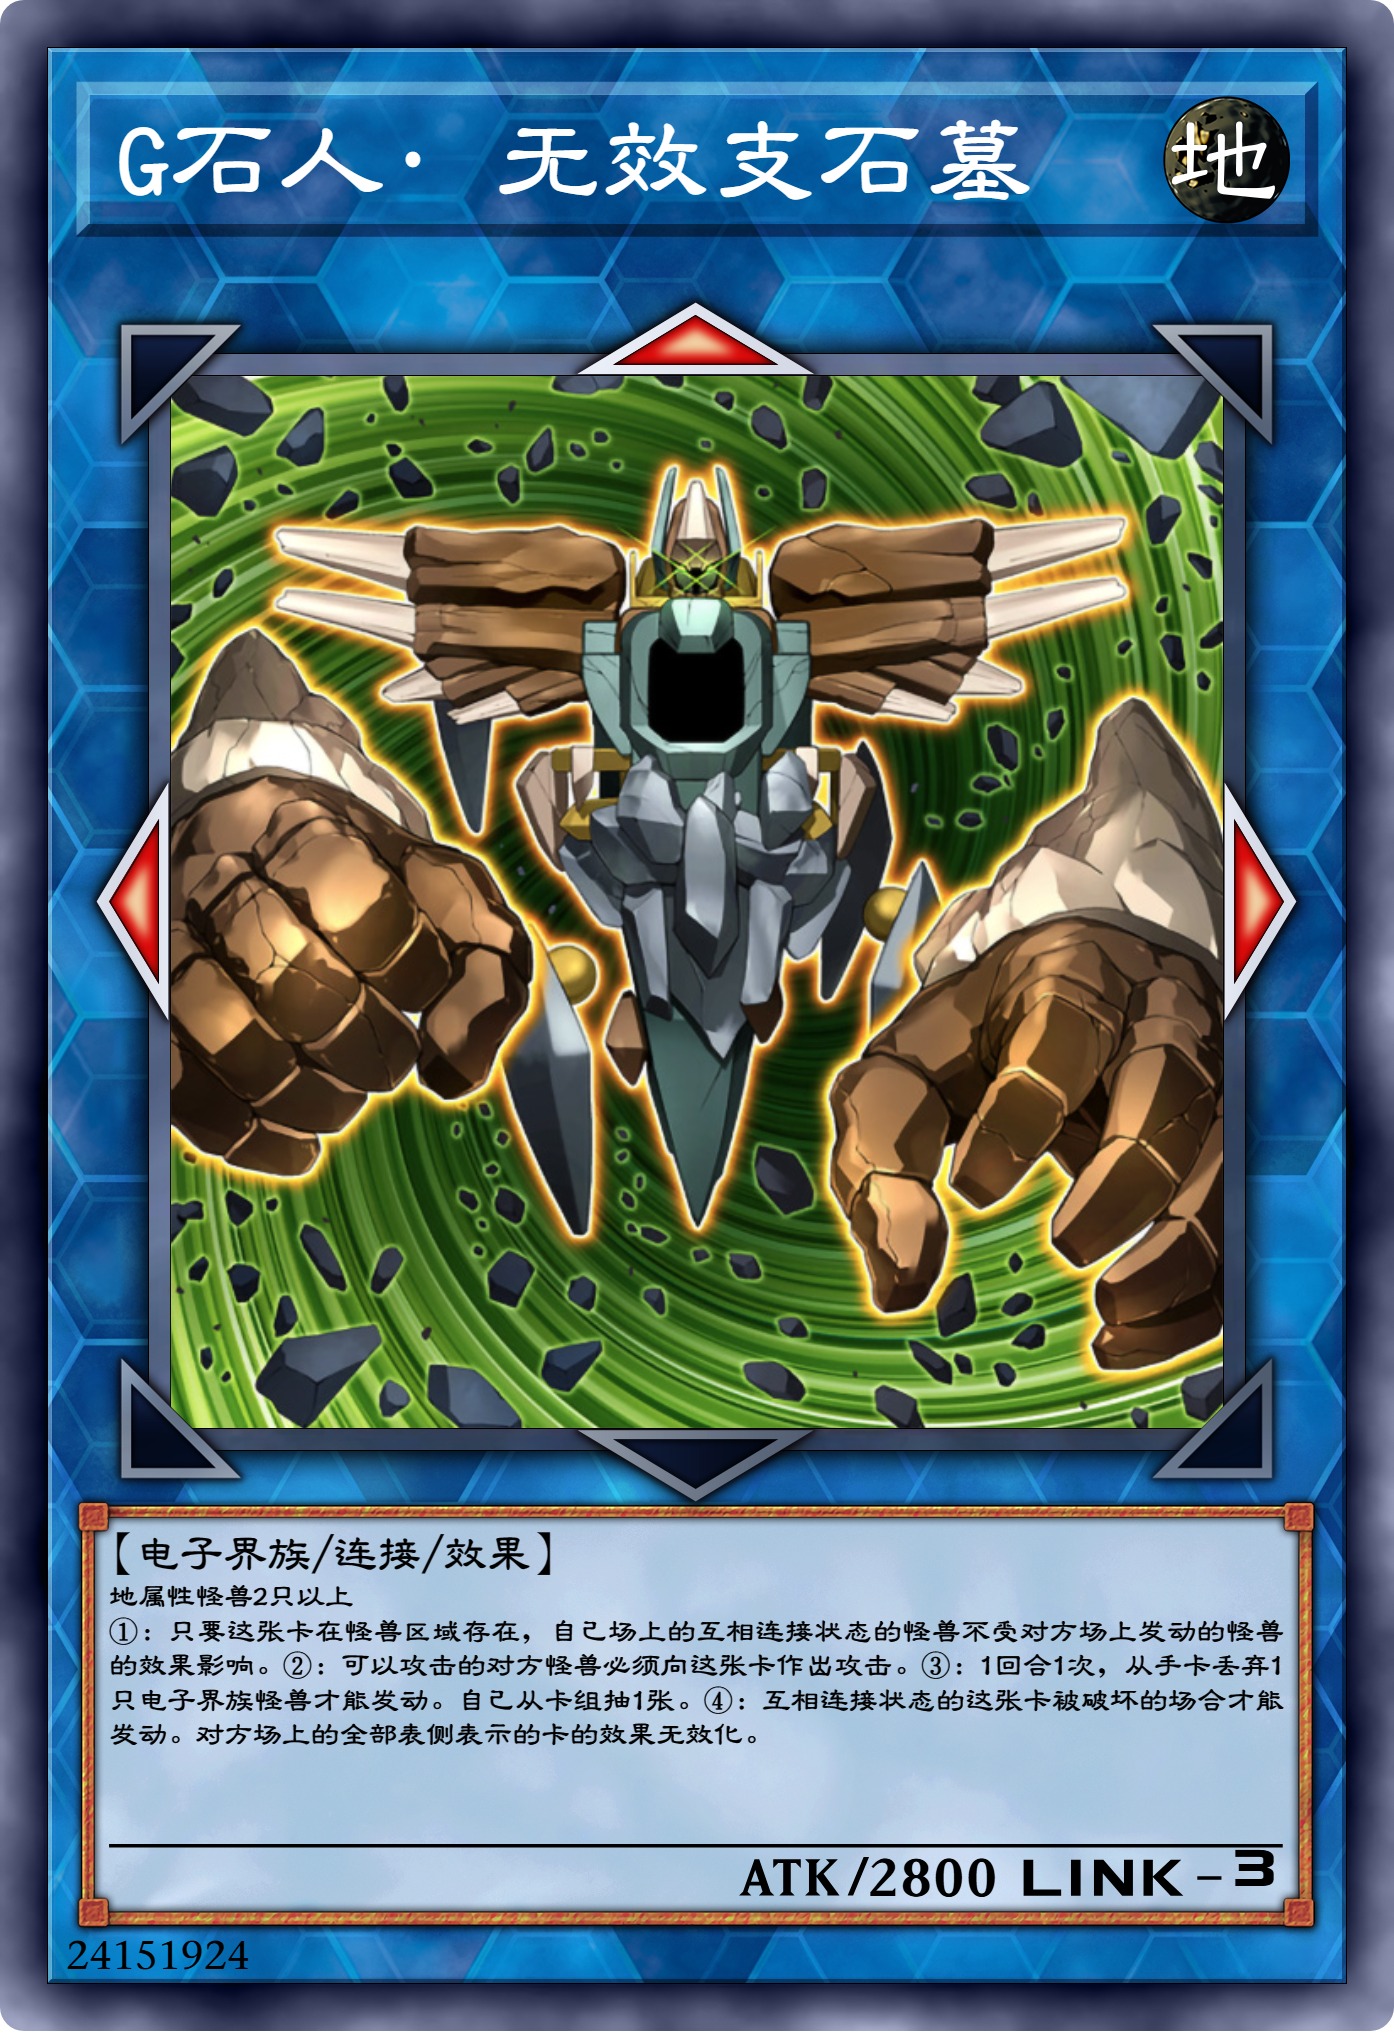 G石人·无效支石墓
地
【电子界族/连接/效果】
地属性怪兽2只以上
①：只要这张卡在怪兽区域存在，自己场上的互相连接状态的怪兽不受对方场上发动的怪兽
的效果影响。②：可以攻击的对方怪兽必须向这张卡作出攻击。③：1回合1次，从手卡丢弃1
只电子界族怪兽才能发动。自己从卡组抽1张。④：互相连接状态的这张卡被破坏的场合才能
发动。对方场上的全部表侧表示的卡的效果无效化。
ATK/2800 LINK-3
24151924